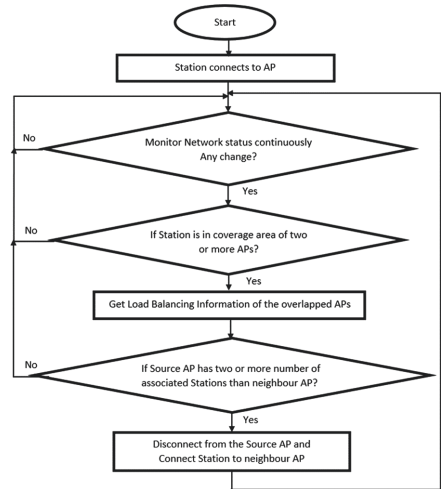 Start
Station connects to AP
No
Monitor Network status continuously
Any change?
Yes
No
If Station is in coverage area of two
or more APs?
Yes
Get Load Balancing Information of the overlapped APs
No
If Source AP has two or more number of
associated Stations than neighbour AP?
Yes
Disconnect from the Source AP and
Connect Station to neighbour AP